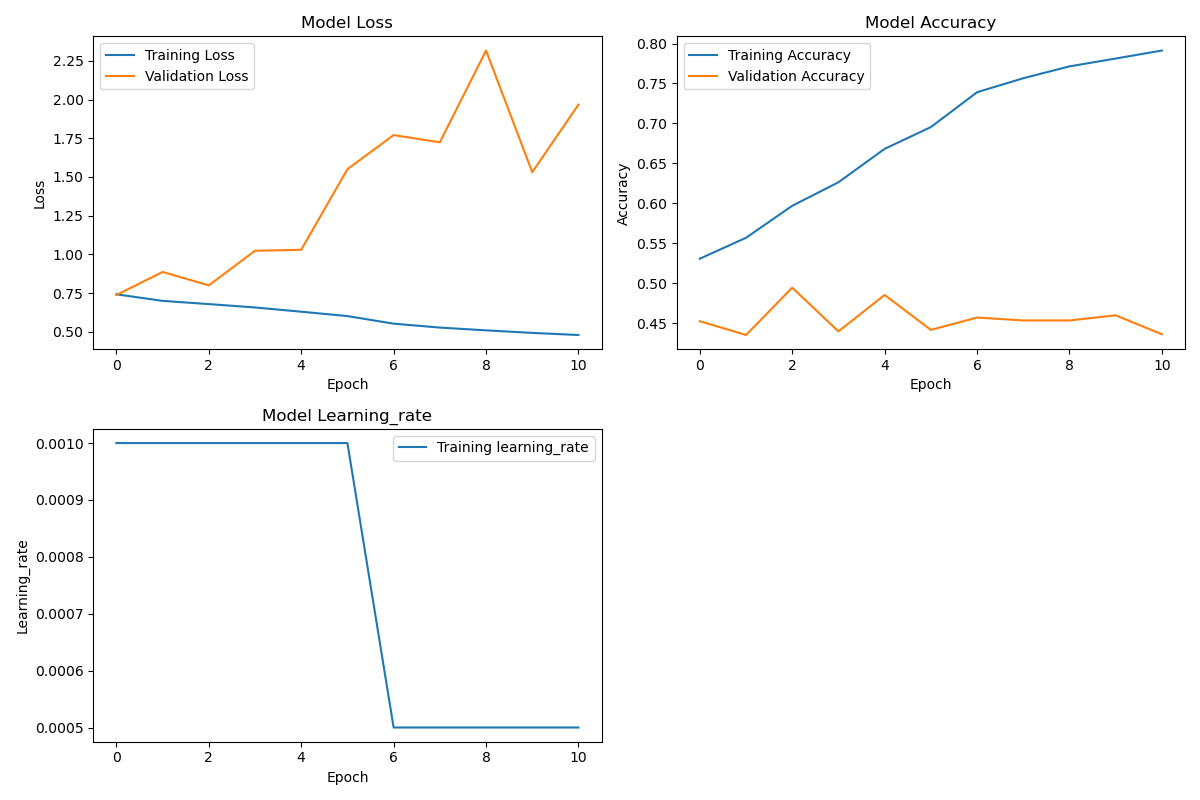 Model Loss
Training Loss
Validation Loss
2.25
2.00
1.75
1.50
1.25
1.00
0.75
0.50
Loss
0 2 4 6 8 10
Epoch
Model Accuracy
Training Accuracy
Validation Accuracy
0.80
0.75
0.70
0.65
0.60
0.55
0.50
0.45
Accuracy
0 2 4 6 8 10
Epoch
Model Learning_rate
Training learning_rate
0.0010
0.0009
0.0008
0.0007
0.0006
0.0005
Learning_rate
0 2 4 6 8 10
Epoch